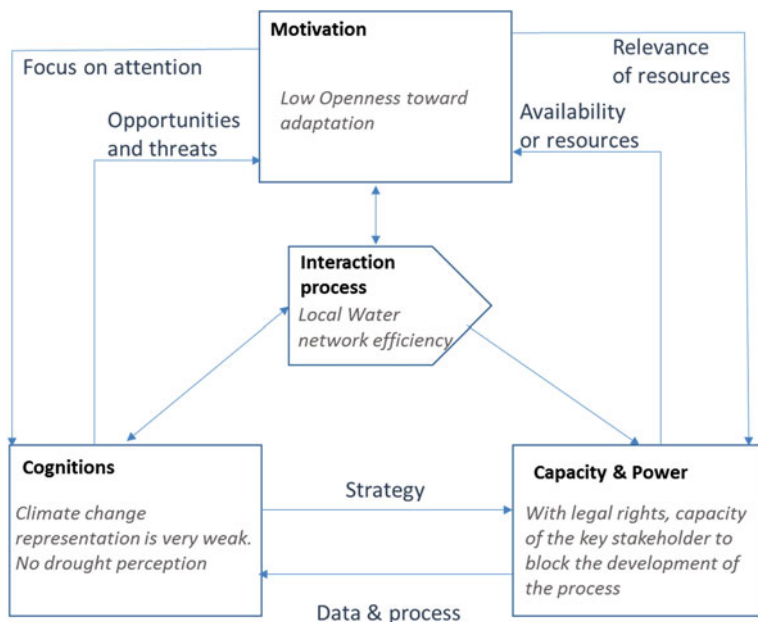 Motivation
Low Openness toward
adaptation
Focus on attention
Relevance
of resources
Opportunities
and threats
Availability
or resources
Interaction
process
Local Water
network efficiency
Cognitions
Climate change
representation is very weak.
No drought perception
Strategy
Capacity & Power
With legal rights, capacity
of the key stakeholder to
block the development of
the process
Data & process